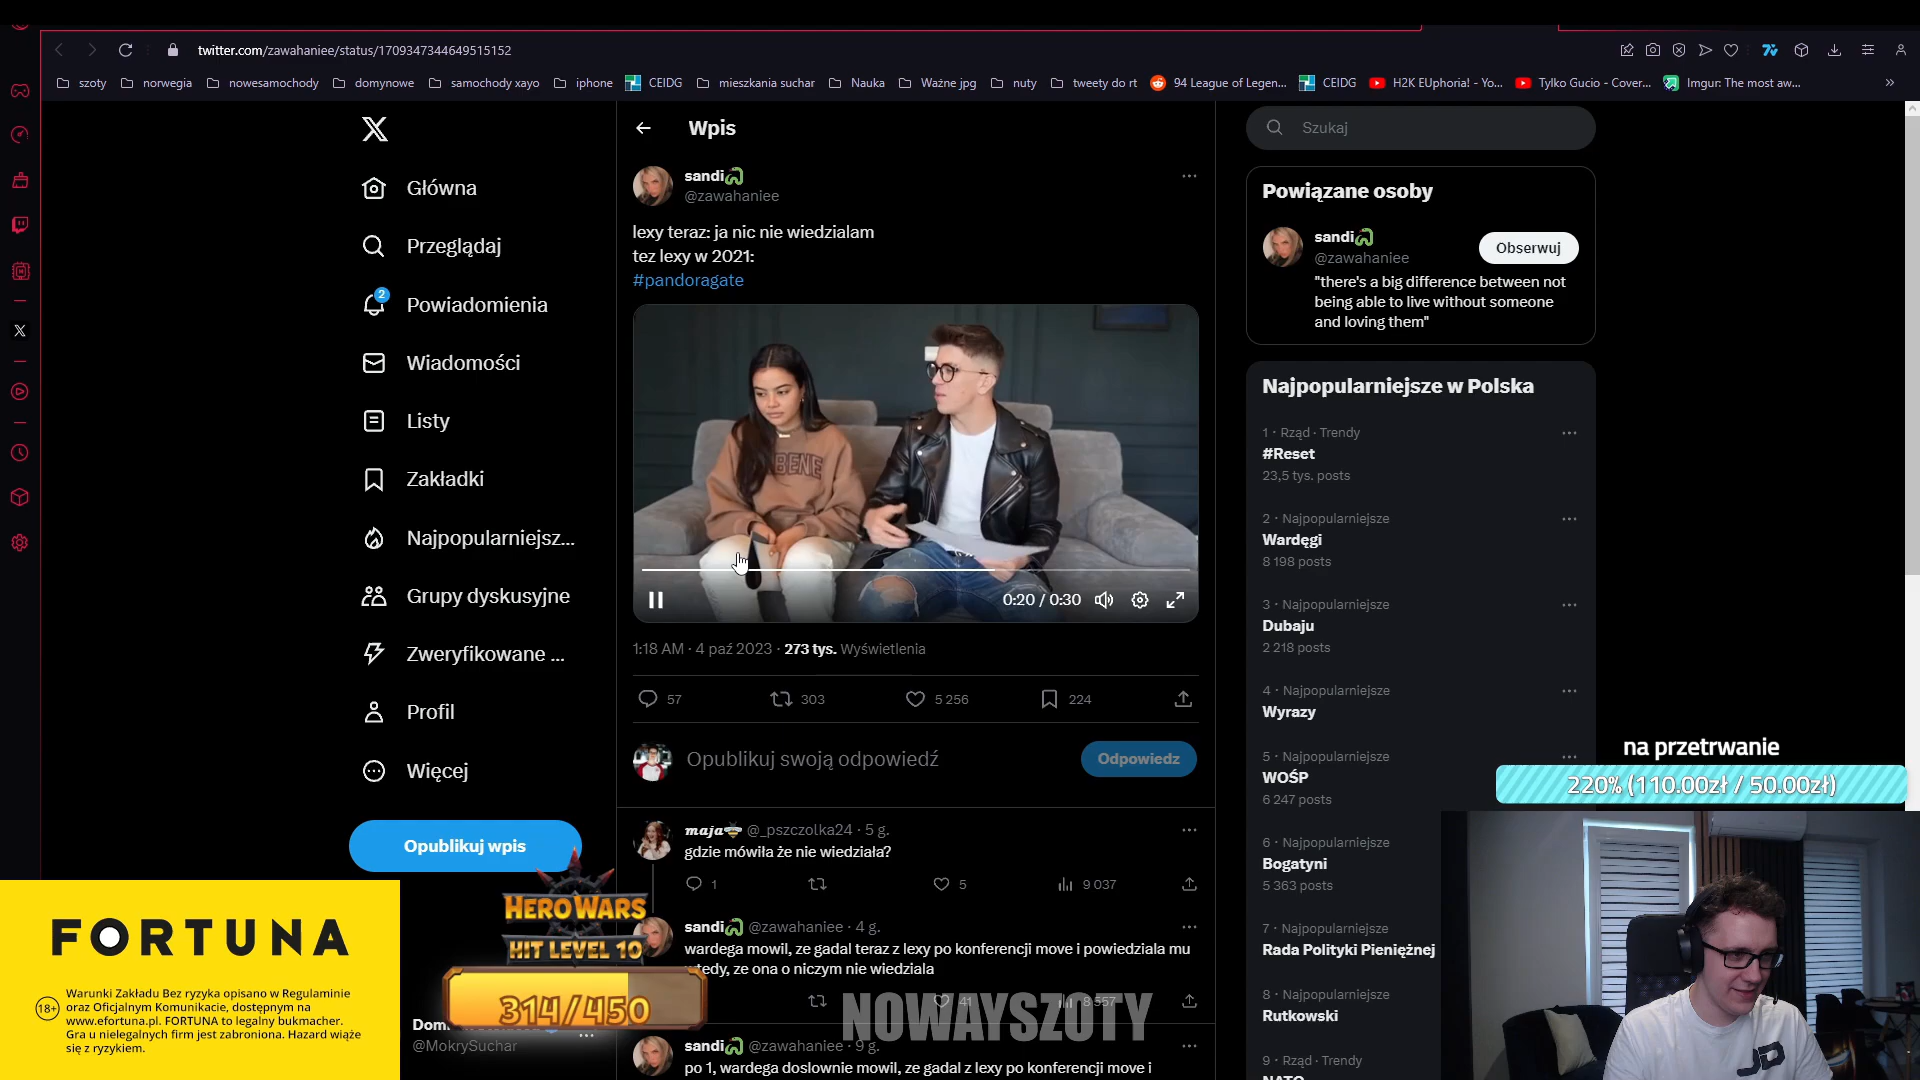 twitter.com/zawahaniee/status/1709347344649515152
szoty
norwegia
nowesamochody
domynowe
samochody xayo
iphone
CEIDG
mieszkania suchar
Nauka
Ważne jpg
nuty
tweety do rt
94 League of Legen...
CEIDG
H2K EUphoria! - Yo...
Tylko Gucio - Cover...
Imgur: The most aw...
Główna
Przeglądaj
2
Powiadomienia
Wiadomości
Listy
Zakładki
Najpopularniejsz...
Grupy dyskusyjne
Zweryfikowane ...
Profil
Więcej
Opublikuj wpis
Wpis
sandi
@zawahaniee
lexy teraz: ja nic nie wiedzialam
tez lexy w 2021:
#pandoragate
BENE
0:20 / 0:30
1:18 AM · 4 paź 2023 · 273 tys. Wyświetlenia
57
303
5 256
224
Opublikuj swoją odpowiedź
Odpowiedz
maja @_pszczolka24 · 5 g.
gdzie mówiła że nie wiedziała?
1
5
9 037
sandi @zawahaniee · 4 g.
wardega mowil, ze gadal teraz z lexy po konferencji move i powiedziala mu
wtedy, ze ona o niczym nie wiedziala
41
8 557
sandi @zawahaniee · 9 g.
po 1, wardega doslownie mowil, ze gadal z lexy po konferencji move i
NOWAYSZOTY
Szukaj
Powiązane osoby
sandi
@zawahaniee
Obserwuj
"there's a big difference between not
being able to live without someone
and loving them"
Najpopularniejsze w Polska
1 · Rząd · Trendy
#Reset
23,5 tys. posts
2 · Najpopularniejsze
Wardęgi
8 198 posts
3 · Najpopularniejsze
Dubaju
2 218 posts
4 · Najpopularniejsze
Wyrazy
5 · Najpopularniejsze
WOŚP
6 247 posts
6 · Najpopularniejsze
Bogatyni
5 363 posts
7 · Najpopularniejsze
Rada Polityki Pieniężnej
8 · Najpopularniejsze
Rutkowski
9 · Rząd · Trendy
NATO
na przetrwanie
220% (110.00zł / 50.00zł)
FORTUNA
18+
Warunki Zakładu Bez ryzyka opisano w Regulaminie
oraz Oficjalnym Komunikacie, dostępnym na
www.efortuna.pl. FORTUNA to legalny bukmacher.
Gra u nielegalnych firm jest zabroniona. Hazard wiąże
się z ryzykiem.
HERO WARS
HIT LEVEL 10
314/450
@MokrySuchar
JD